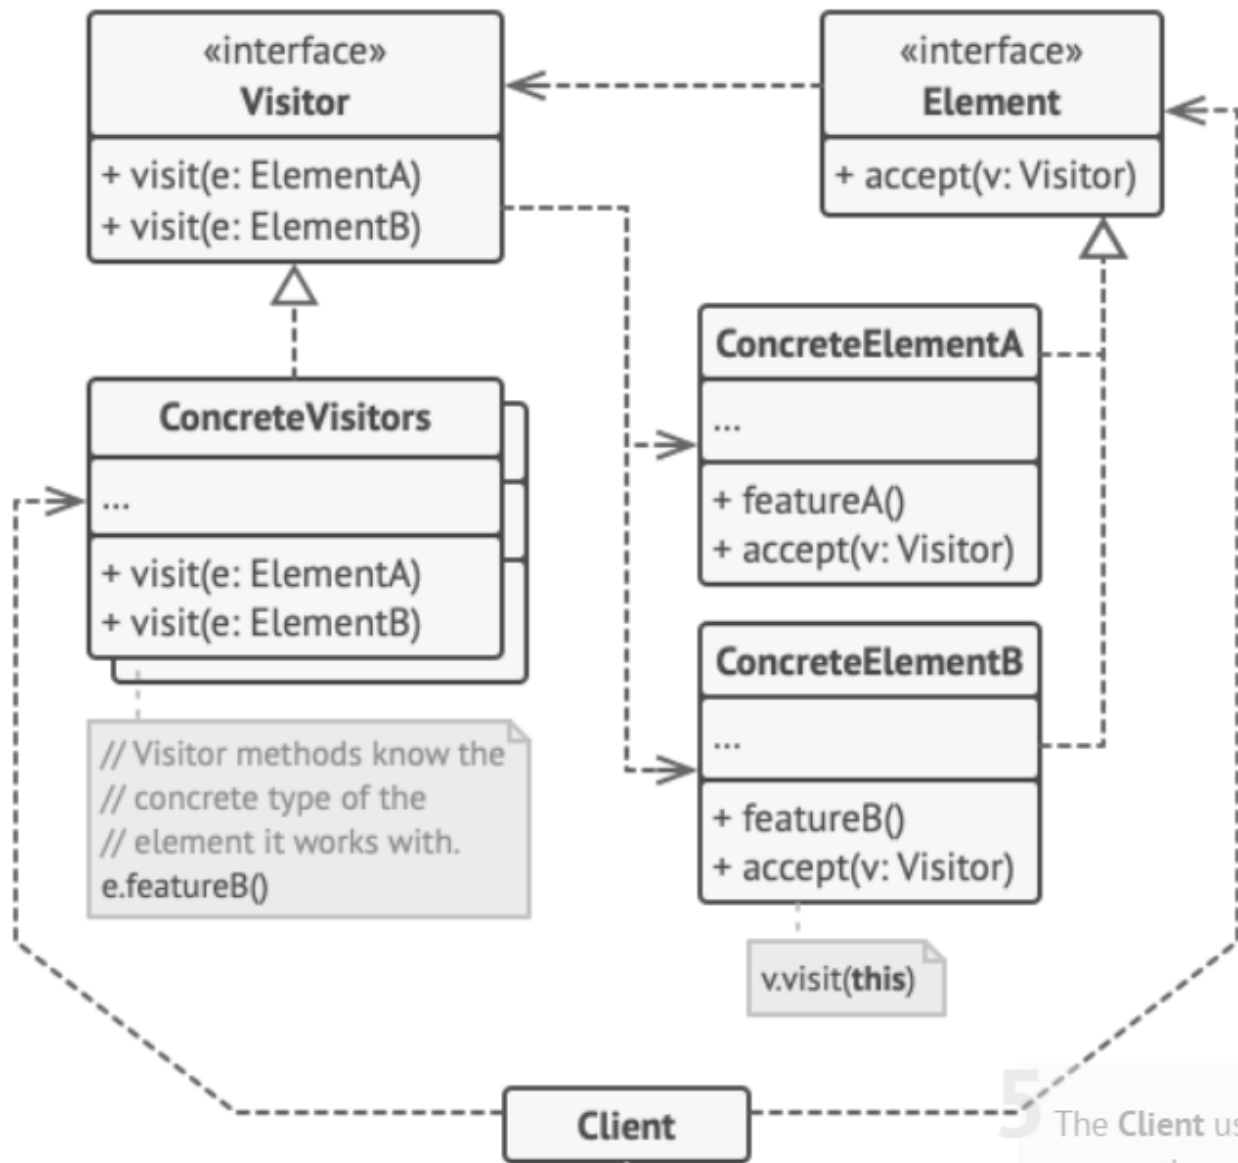 «interface»
Visitor
+ visit(e: ElementA)
+ visit(e: ElementB)
«interface»
Element
+ accept(v: Visitor)
ConcreteVisitors
...
+ visit(e: ElementA)
+ visit(e: ElementB)
// Visitor methods know the
// concrete type of the
// element it works with.
e.featureB()
ConcreteElementA
...
+ featureA()
+ accept(v: Visitor)
ConcreteElementB
...
+ featureB()
+ accept(v: Visitor)
v.visit(this)
Client
5
The Client